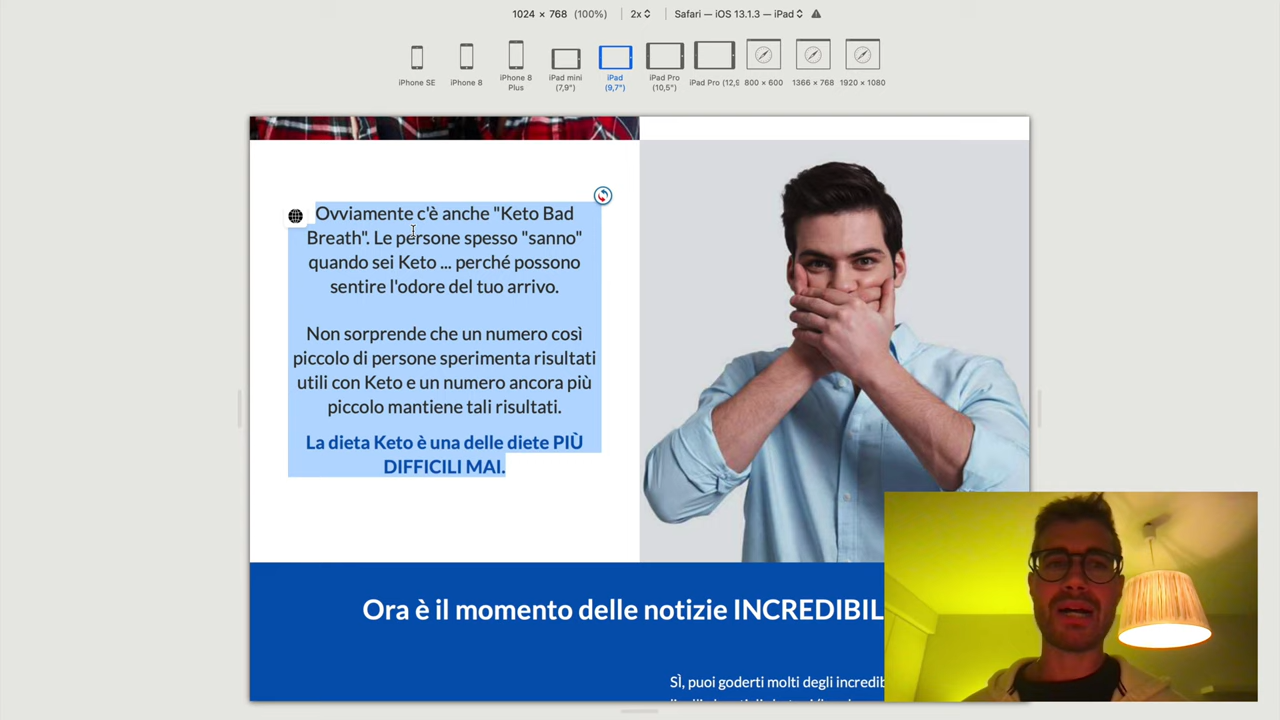 1024 × 768 (100%) 2x Safari — iOS 13.1.3 — iPad
iPhone SE
iPhone 8
iPhone 8
Plus
iPad mini
(7,9")
iPad
(9,7")
iPad Pro
(10,5")
iPad Pro (12,9
800 × 600
1366 × 768
1920 × 1080
Ovviamente c'è anche "Keto Bad
Breath". Le persone spesso "sanno"
quando sei Keto ... perché possono
sentire l'odore del tuo arrivo.
Non sorprende che un numero così
piccolo di persone sperimenta risultati
utili con Keto e un numero ancora più
piccolo mantiene tali risultati.
La dieta Keto è una delle diete PIÙ
DIFFICILI MAI.
Ora è il momento delle notizie INCREDIBIL
SÌ, puoi goderti molti degli incredib